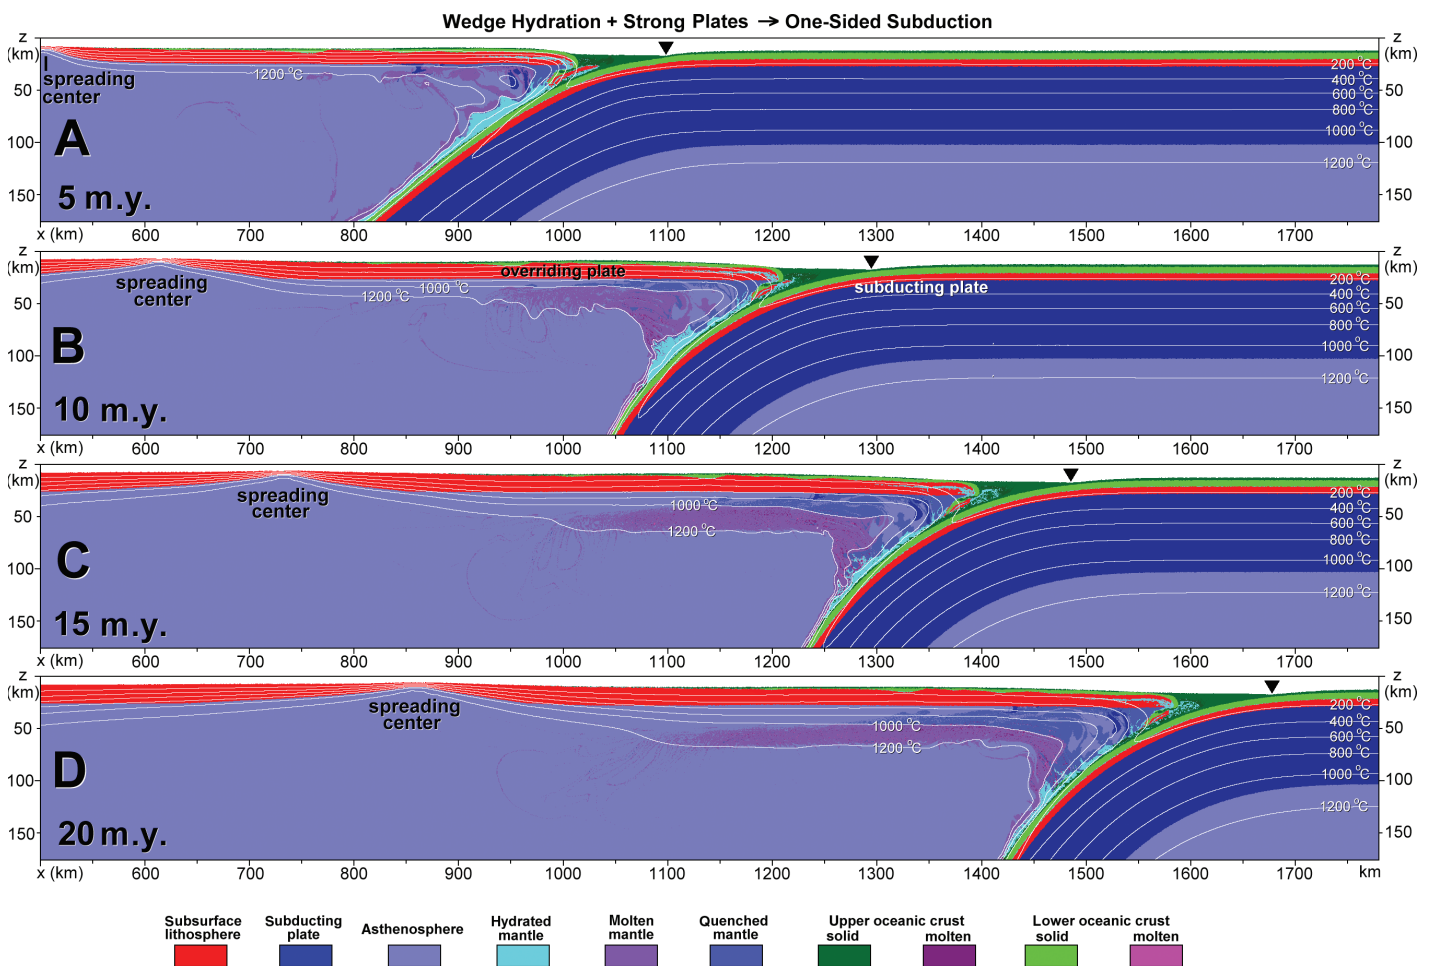 Wedge Hydration + Strong Plates → One-Sided Subduction
z
(km)
50
100
150
spreading
center
1200 °C
A
5 m.y.
z
(km)
200 °C
400 °C
600 °C
800 °C
1000 °C
1200 °C
50
100
150
x (km)
600
700
800
900
1000
1100
1200
1300
1400
1500
1600
1700
z
(km)
50
100
150
spreading
center
overriding plate
1000 °C
1200 °C
subducting plate
B
10 m.y.
z
(km)
200 °C
400 °C
600 °C
800 °C
1000 °C
1200 °C
50
100
150
x (km)
600
700
800
900
1000
1100
1200
1300
1400
1500
1600
1700
z
(km)
50
100
150
spreading
center
1000 °C
1200 °C
C
15 m.y.
z
(km)
200 °C
400 °C
600 °C
800 °C
1000 °C
1200 °C
50
100
150
x (km)
600
700
800
900
1000
1100
1200
1300
1400
1500
1600
1700
z
(km)
50
100
150
spreading
center
1000 °C
1200 °C
D
20 m.y.
z
(km)
200 °C
400 °C
600 °C
800 °C
1000 °C
1200 °C
50
100
150
x (km)
600
700
800
900
1000
1100
1200
1300
1400
1500
1600
1700
km
Subsurface
lithosphere
Subducting
plate
Asthenosphere
Hydrated
mantle
Molten
mantle
Quenched
mantle
Upper oceanic crust
solid
molten
Lower oceanic crust
solid
molten